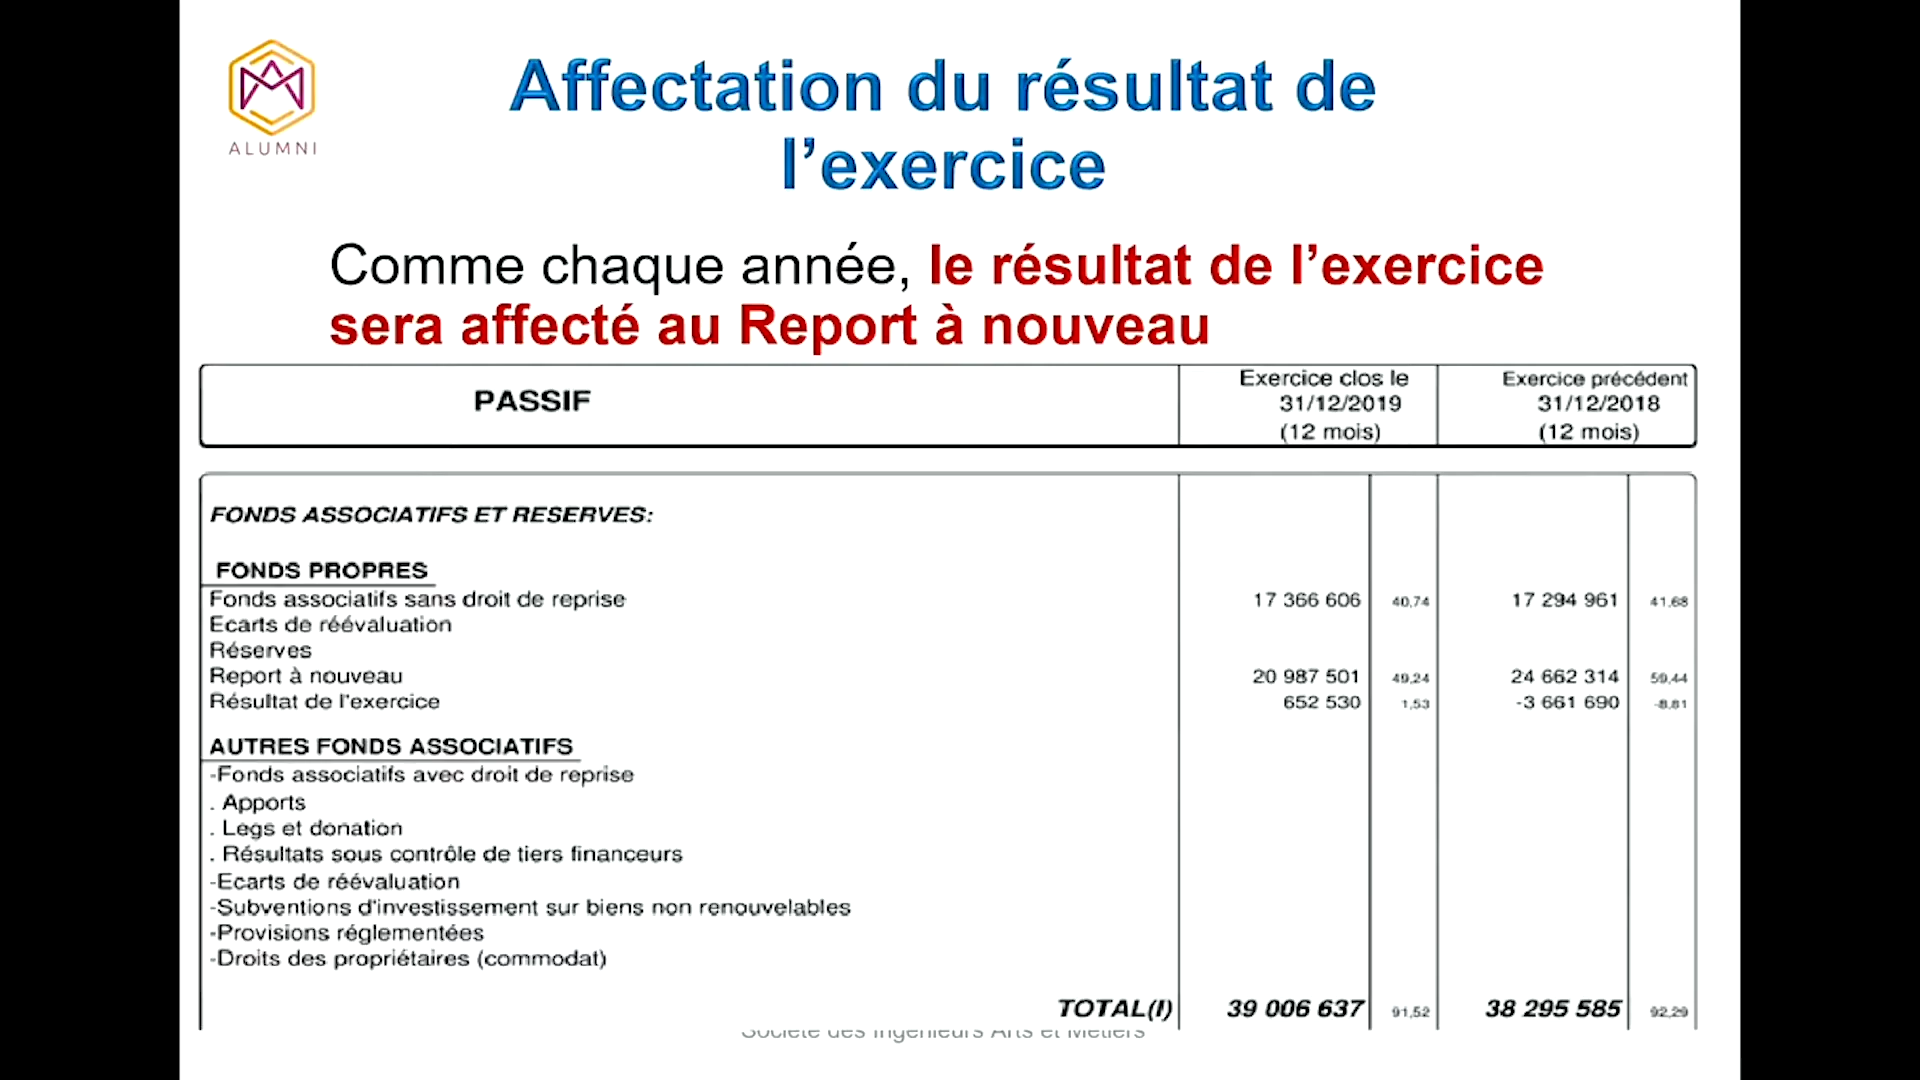 ALUMNI
Affectation du résultat de
l’exercice
Comme chaque année, le résultat de l’exercice
sera affecté au Report à nouveau
PASSIF
Exercice clos le
31/12/2019
(12 mois)
Exercice précédent
31/12/2018
(12 mois)
FONDS ASSOCIATIFS ET RESERVES:
FONDS PROPRES
Fonds associatifs sans droit de reprise 17 366 606 40,74 17 294 961 41,68
Ecarts de réévaluation
Réserves
Report à nouveau 20 987 501 49,24 24 662 314 59,44
Résultat de l'exercice 652 530 1,53 -3 661 690 -8,81
AUTRES FONDS ASSOCIATIFS
-Fonds associatifs avec droit de reprise
. Apports
. Legs et donation
. Résultats sous contrôle de tiers financeurs
-Ecarts de réévaluation
-Subventions d'investissement sur biens non renouvelables
-Provisions réglementées
-Droits des propriétaires (commodat)
TOTAL(I) 39 006 637 91,52 38 295 585 92,29
Société des Ingénieurs Arts et Métiers